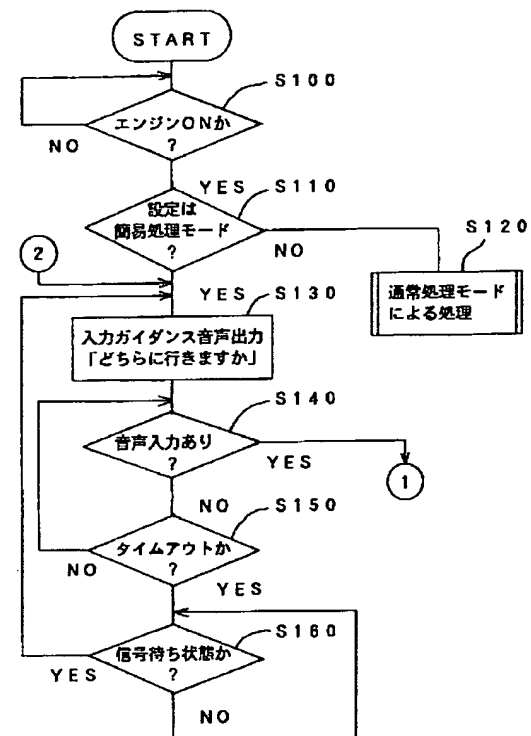 START
S100
エンジンONか
?
NO
YES
S110
設定は
簡易処理モード
?
NO
S120
通常処理モード
による処理
2
YES
S130
入力ガイダンス音声出力
「どちらに行きますか」
S140
音声入力あり
?
YES
1
NO
S150
タイムアウトか
?
NO
YES
S160
信号待ち状態か
?
YES
NO